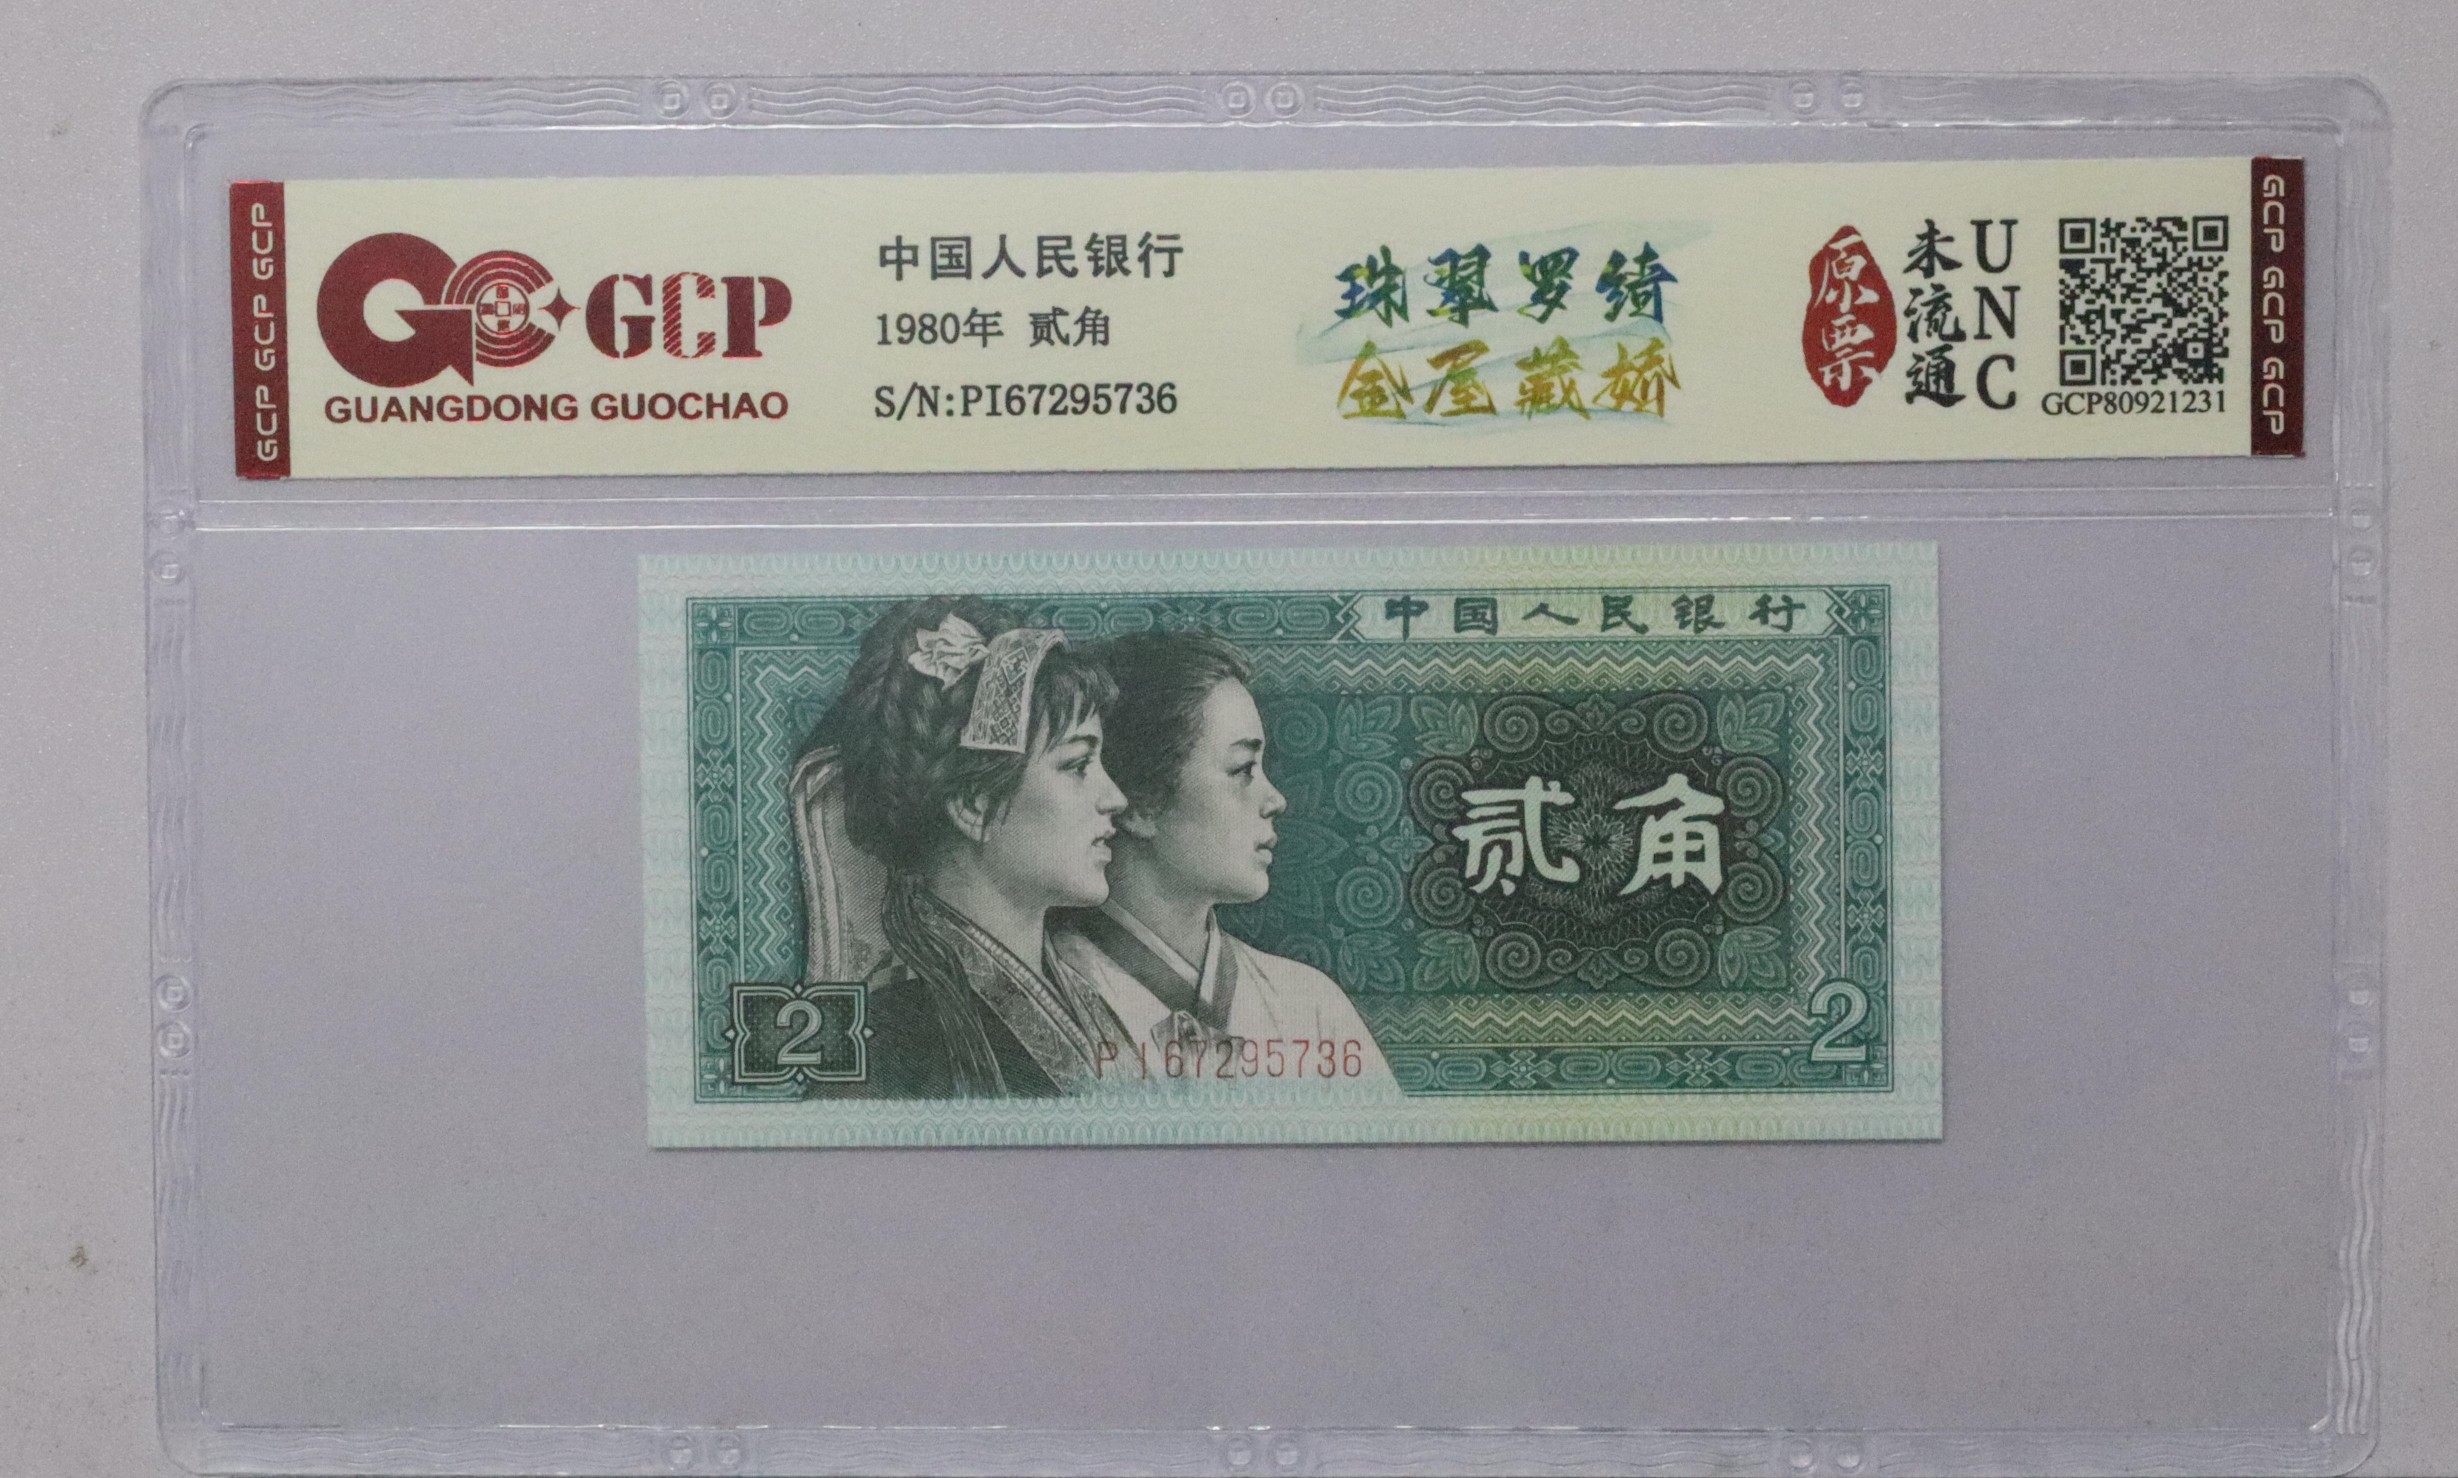 GCP GCP GCP
GCP
GUANGDONG GUOCHAO
中国人民银行
1980年 贰角
S/N:PI67295736
珠翠罗绮
金屋藏娇
原票
未流通
UNC
GCP80921231
GCP GCP GCP
中国人民银行
贰角
2
2
PI67295736